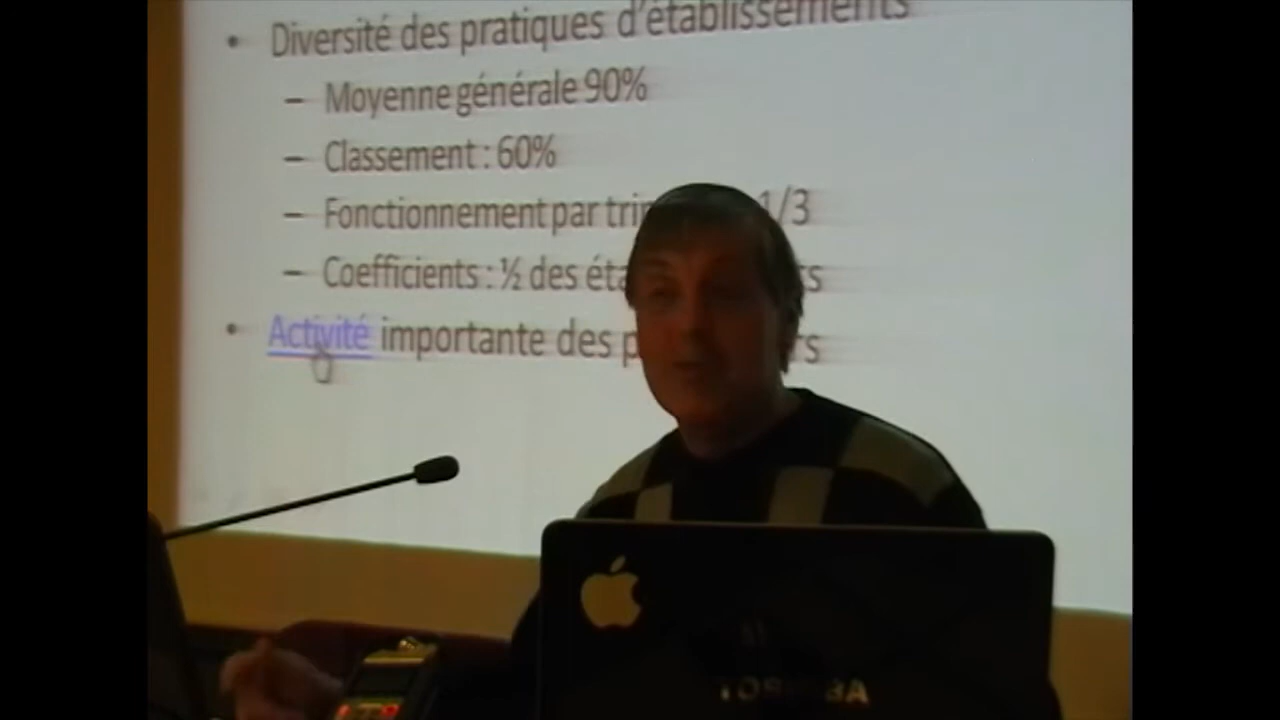 • Diversité des pratiques d'établissements
– Moyenne générale 90%
– Classement : 60%
– Fonctionnement par tri 1/3
– Coefficients : ½ des éta s
• Activité importante des p rs
TOSHIBA